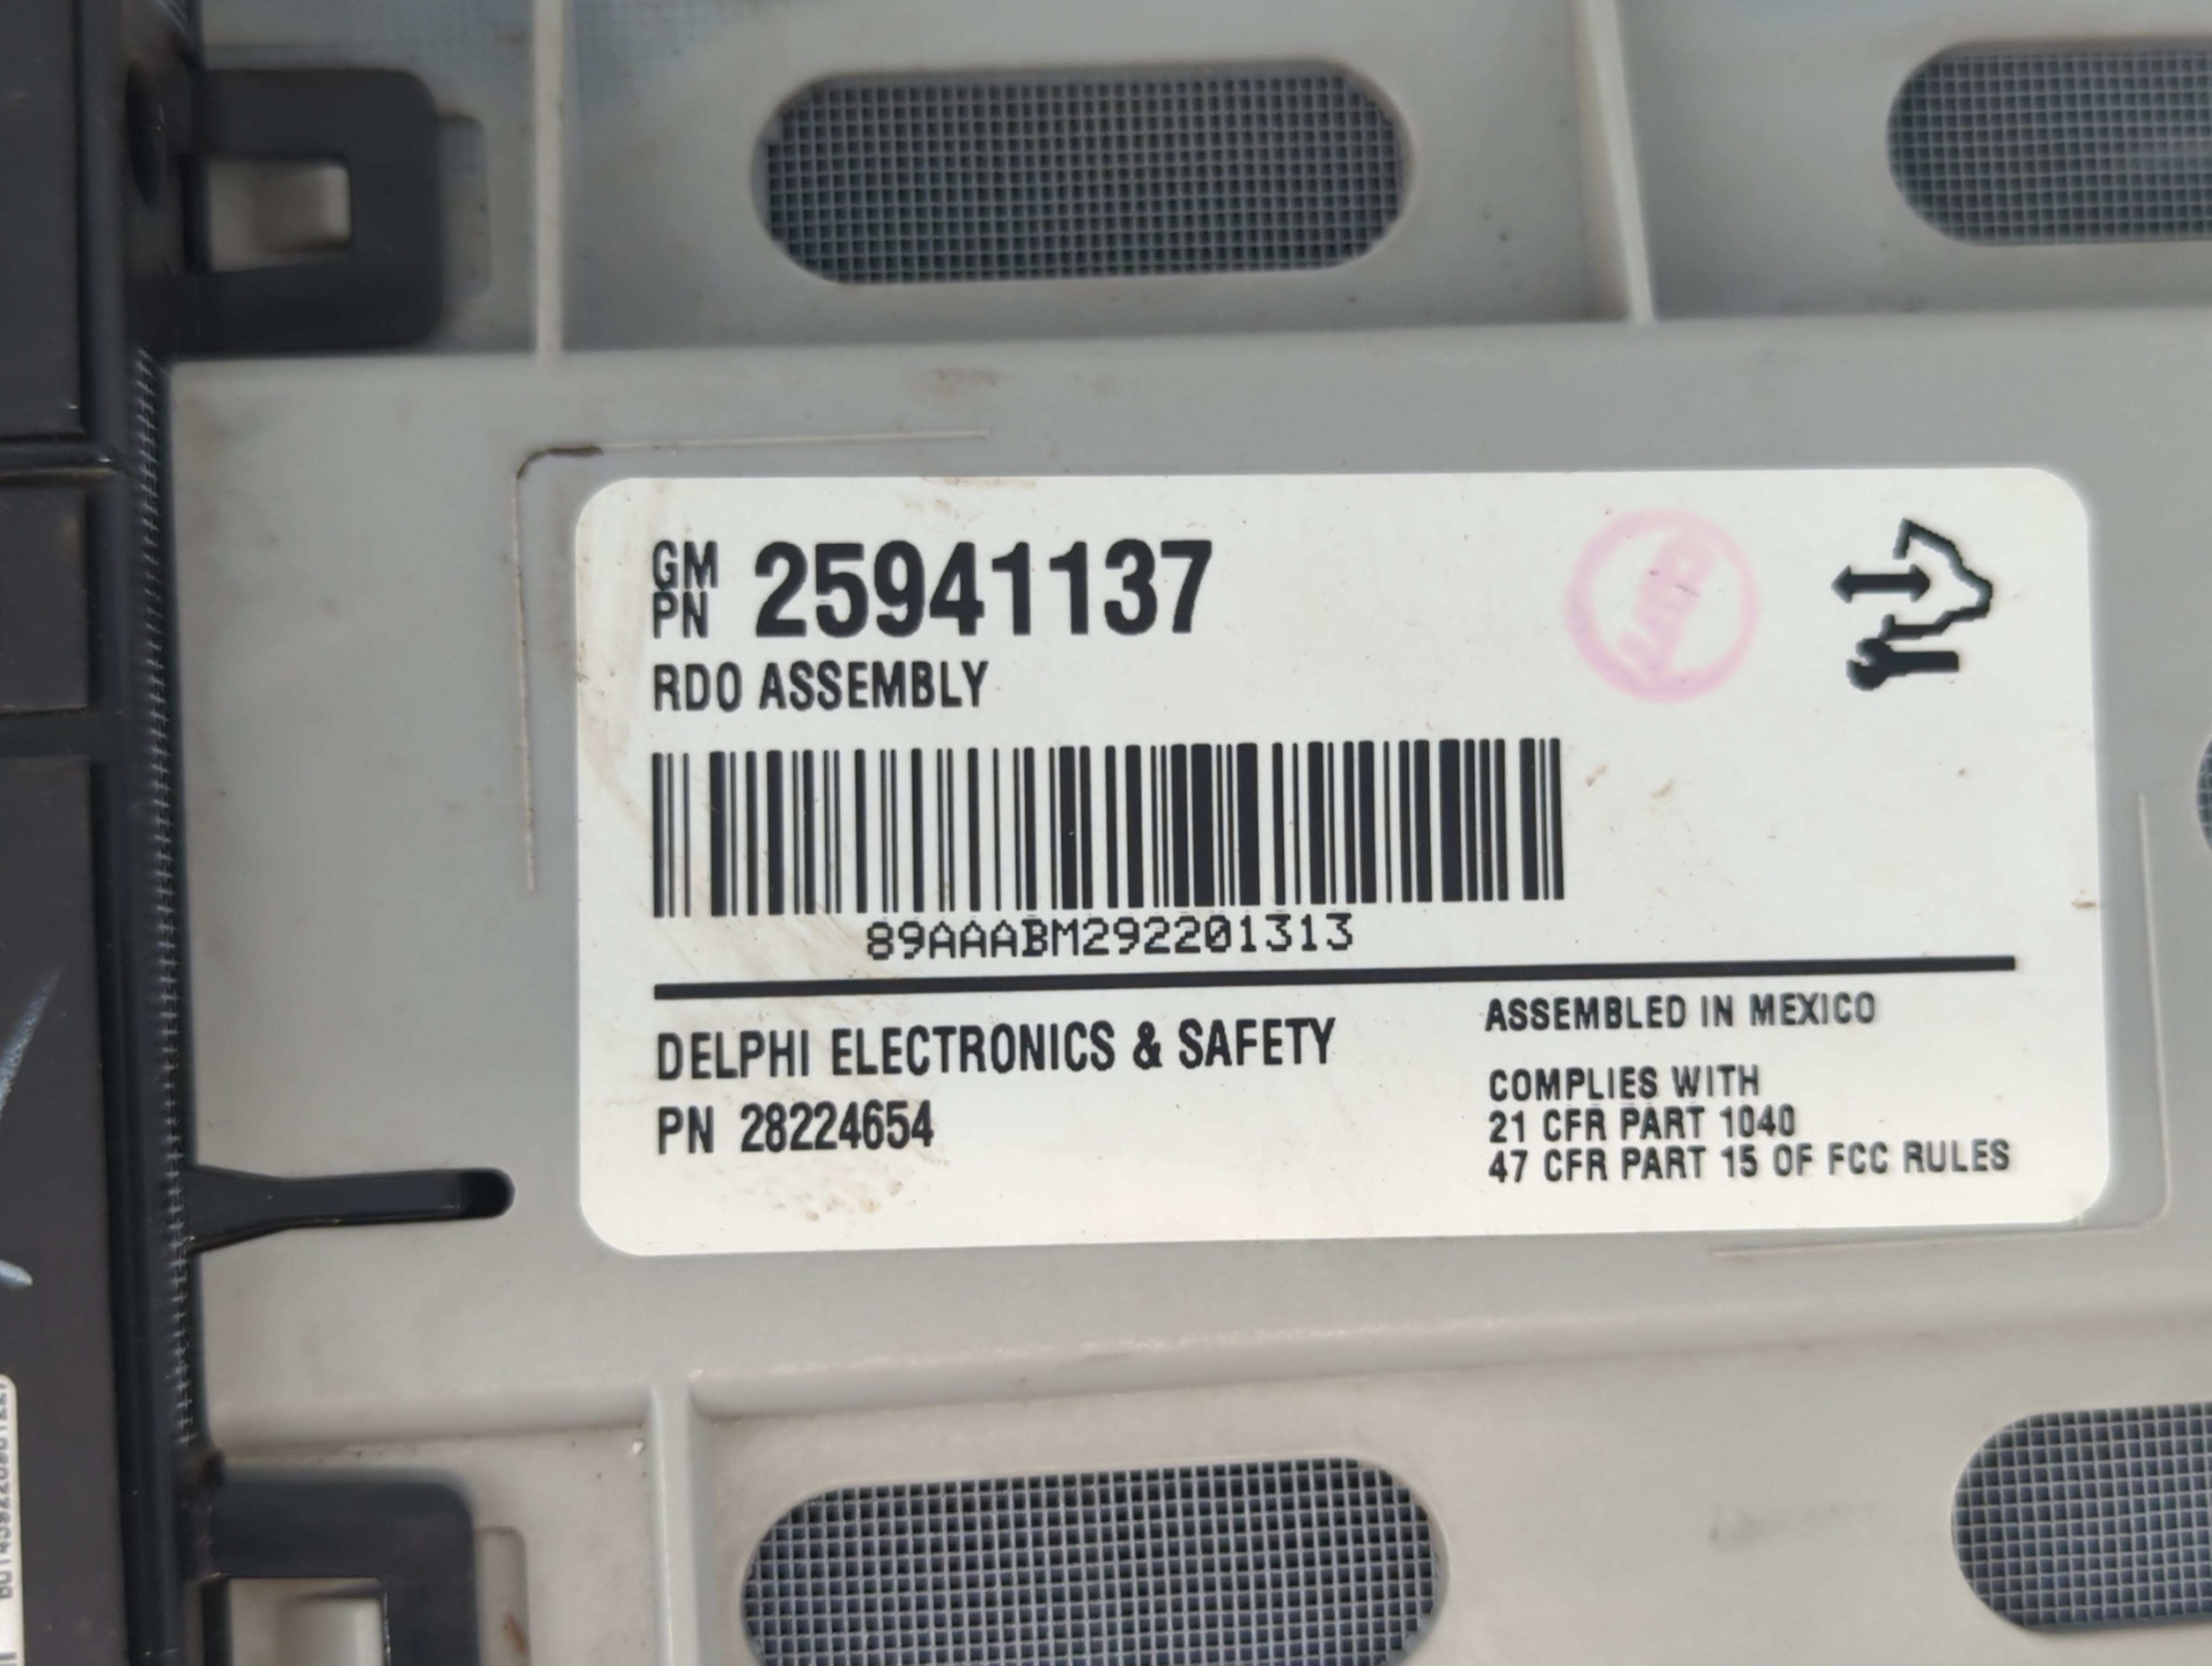 GM
PN 25941137
RDO ASSEMBLY
89AAABM292201313
DELPHI ELECTRONICS & SAFETY
PN 28224654
ASSEMBLED IN MEXICO
COMPLIES WITH
21 CFR PART 1040
47 CFR PART 15 OF FCC RULES